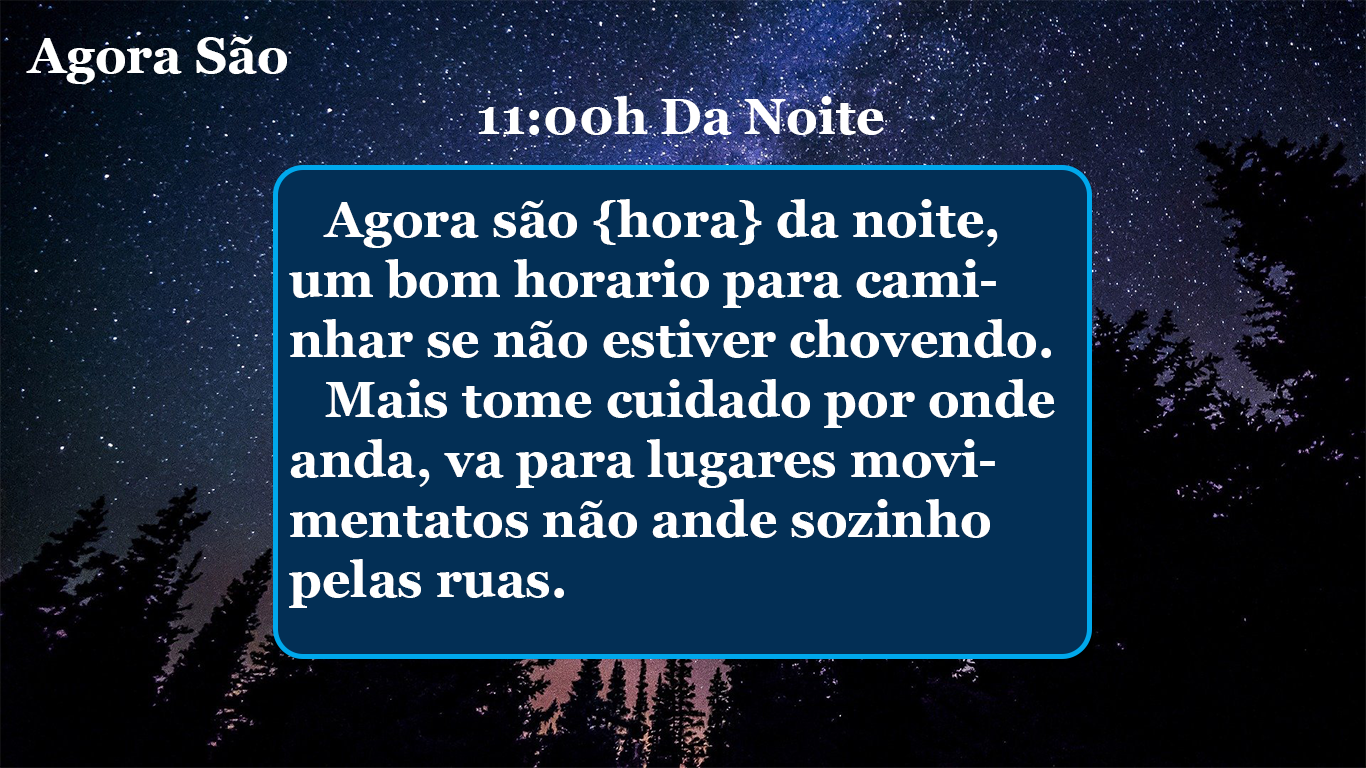 Agora São
11:00h Da Noite
Agora são {hora} da noite,
um bom horario para cami-
nhar se não estiver chovendo.
Mais tome cuidado por onde
anda, va para lugares movi-
mentatos não ande sozinho
pelas ruas.